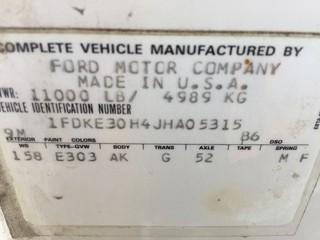 COMPLETE VEHICLE MANUFACTURED BY
FORD MOTOR COMPANY
MADE IN U.S.A.
11000 LB/ 4989 KG
VEHICLE IDENTIFICATION NUMBER
1FDKE30H4JHA05315
9M B6
EXTERIOR PAINT COLORS DSO
WB TYPE-GVW BODY TRANS AXLE TAPE SPRING
158 E303 AK G 52 M F